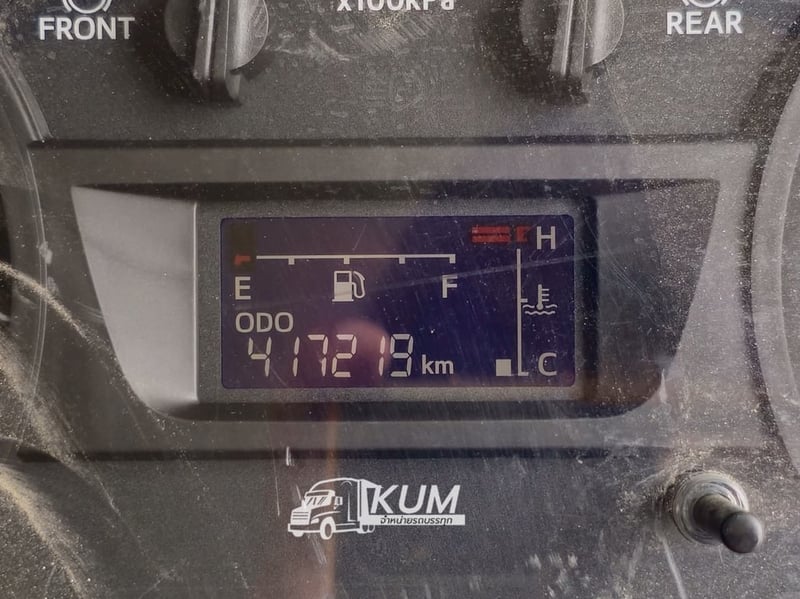 x100kPa
FRONT
REAR
H
E
F
ODO
417219 km
C
KUM
จำหน่ายรถบรรทุก